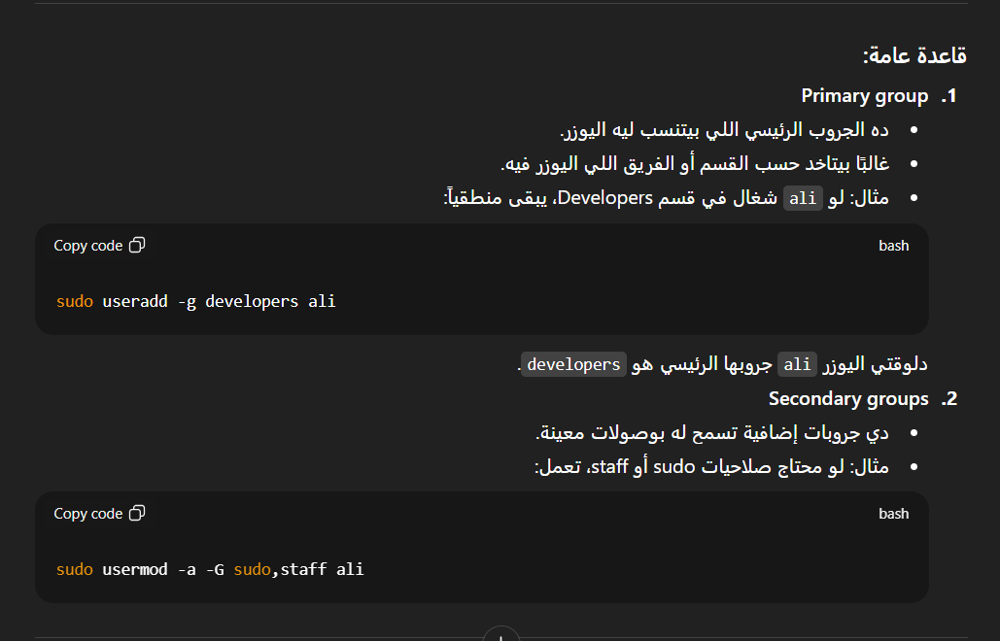 قاعدة عامة:
1. Primary group
• ده الجروب الرئيسي اللي بيتنسب ليه اليوزر.
• غالبًا بيتاخد حسب القسم أو الفريق اللي اليوزر فيه.
• مثال: لو ali شغال في قسم Developers، يبقى منطقياً:
Copy code bash
sudo useradd -g developers ali
دلوقتي اليوزر ali جروبها الرئيسي هو developers.
2. Secondary groups
• دي جروبات إضافية تسمح له بوصولات معينة.
• مثال: لو محتاج صلاحيات sudo أو staff، تعمل:
Copy code bash
sudo usermod -a -G sudo,staff ali